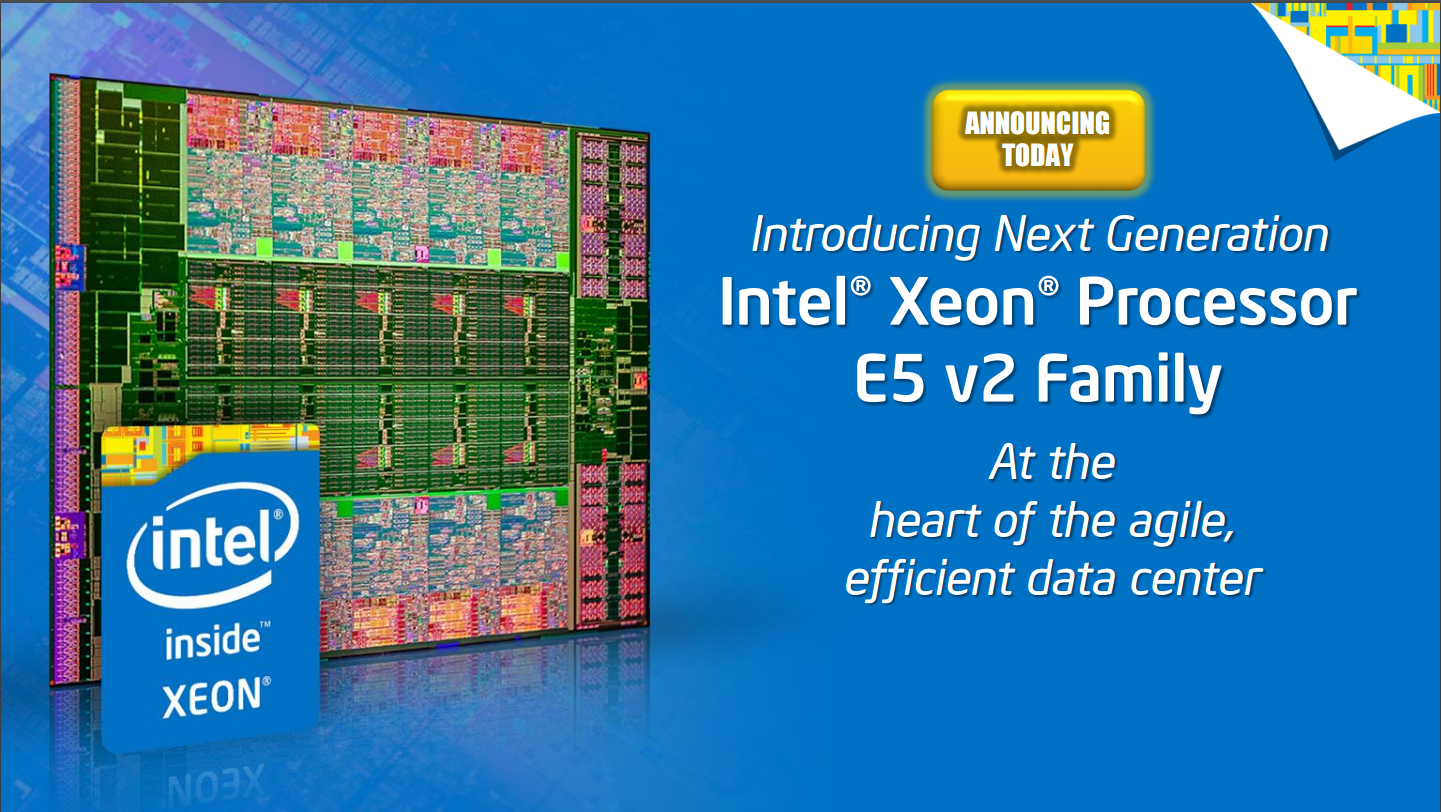 ANNOUNCING
TODAY
Introducing Next Generation
Intel® Xeon® Processor
E5 v2 Family
At the
heart of the agile,
efficient data center
intel®
inside™
XEON®